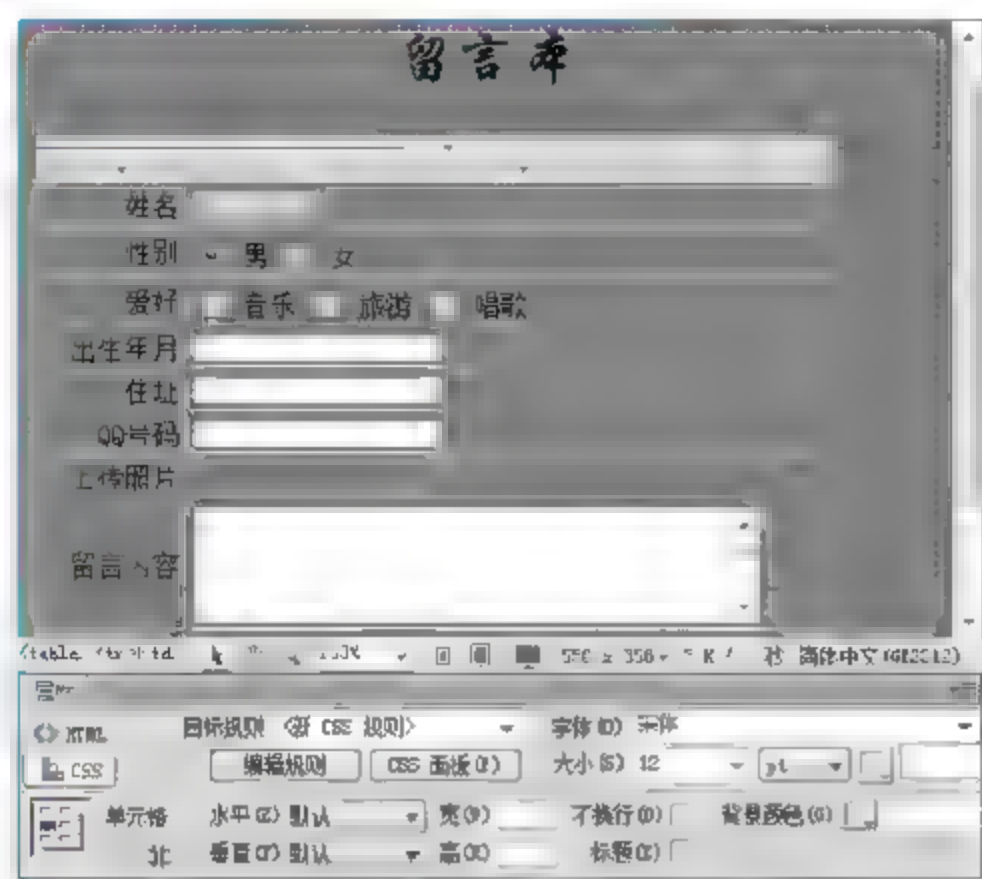 留言本
姓名
性别 男 女
爱好 音乐 旅游 唱歌
出生年月
住址
QQ号码
上传照片
留言 容
简体中文(GB2312)
HTML 目标规则 <新 CSS 规则> 字体(O) 宋体
CSS 编辑规则 CSS 面板(P) 大小(S) 12 pt
单元格 水平(Z) 默认 宽(W) 不换行(O) 背景颜色(G)
垂直(T) 默认 高(H) 标题(E)